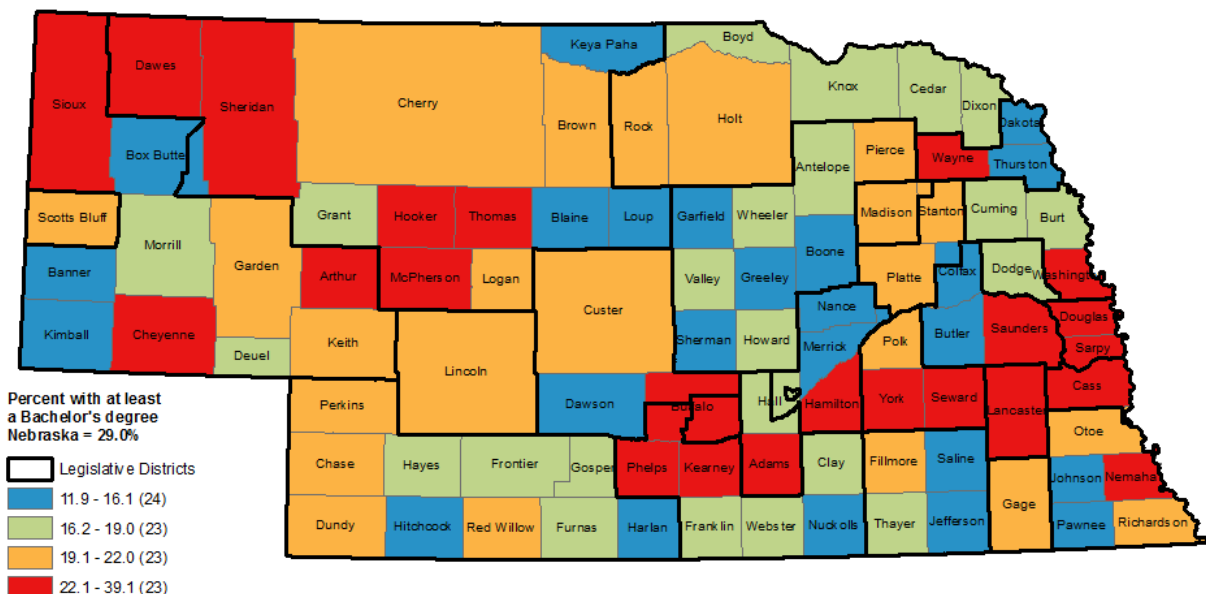 Keya Paha
Boyd
Dawes
Knox
Cedar
Sioux
Sheridan
Cherry
Dixon
Holt
Brown
Rock
Dakota
Box Butte
Pierce
Wayne
Thurston
Antelope
Scotts Bluff
Grant
Hooker
Thomas
Blaine
Loup
Garfield
Wheeler
Madison
Stanton
Cuming
Burt
Morrill
Boone
Banner
Garden
Arthur
McPherson
Logan
Valley
Greeley
Platte
Colfax
Dodge
Washington
Custer
Nance
Kimball
Cheyenne
Douglas
Saunders
Butler
Keith
Sherman
Howard
Merrick
Polk
Sarpy
Deuel
Lincoln
Cass
Perkins
Dawson
Buffalo
Hall
Hamilton
York
Seward
Lancaster
Otoe
Chase
Hayes
Frontier
Gosper
Phelps
Kearney
Adams
Clay
Fillmore
Saline
Johnson
Nemaha
Gage
Dundy
Hitchcock
Red Willow
Furnas
Harlan
Franklin
Webster
Nuckolls
Thayer
Jefferson
Pawnee
Richardson
Percent with at least
a Bachelor's degree
Nebraska = 29.0%
Legislative Districts
11.9 - 16.1 (24)
16.2 - 19.0 (23)
19.1 - 22.0 (23)
22.1 - 39.1 (23)